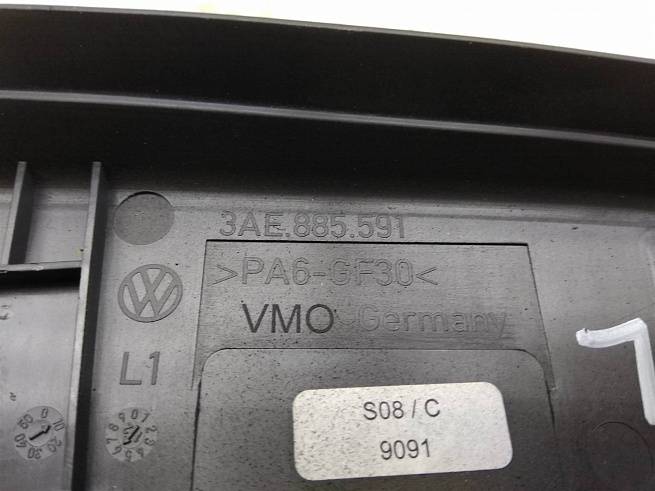 3AE.885.591
>PA6-GF30<
VMO Germany
L1
S08 / C
9091